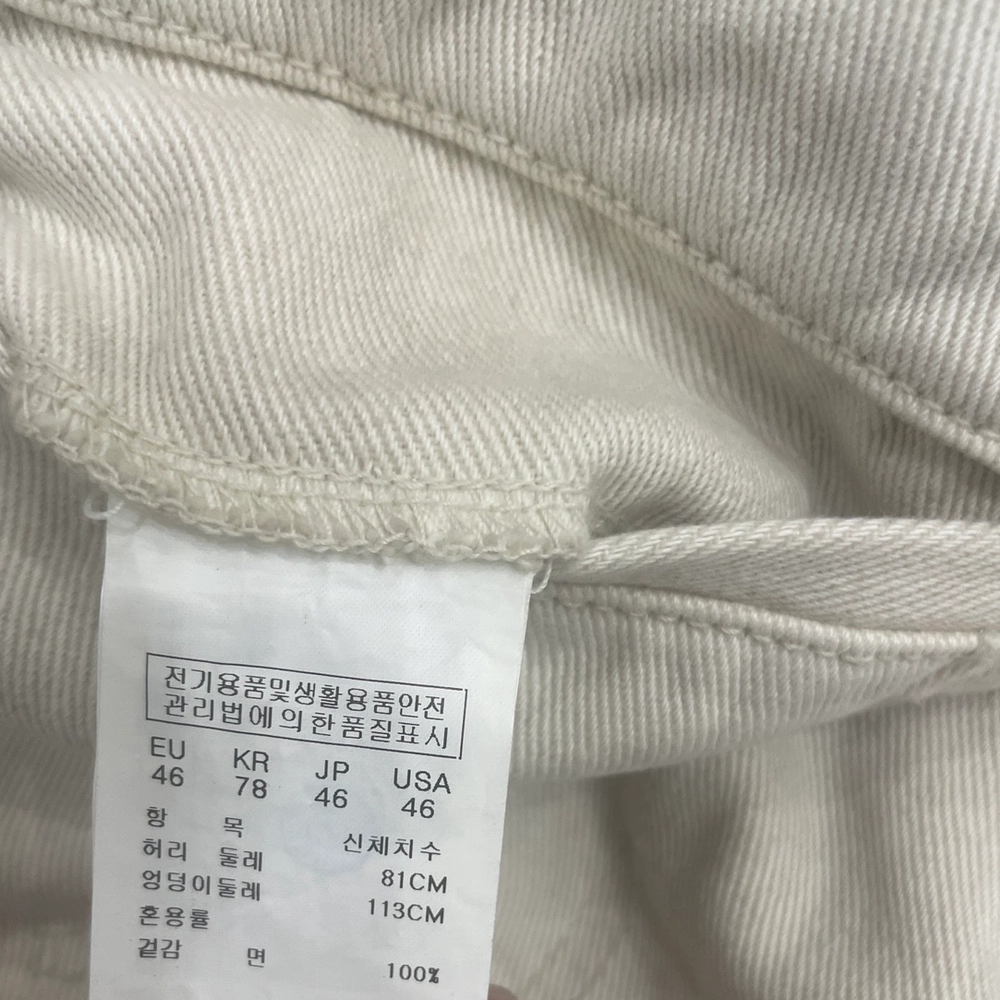 전기용품및생활용품안전
관리법에의한품질표시
EU KR JP USA
46 78 46 46
항 목 신체치수
허리 둘레 81CM
엉덩이둘레 113CM
혼용률
겉감 면 100%